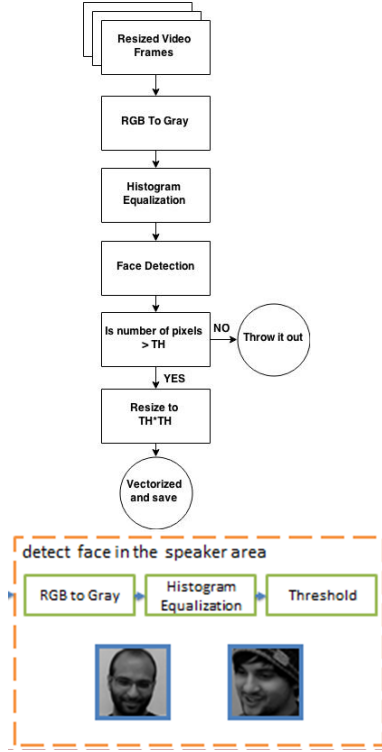 Resized Video
Frames
RGB To Gray
Histogram
Equalization
Face Detection
Is number of pixels
> TH
NO
Throw it out
YES
Resize to
TH*TH
Vectorized
and save
detect face in the speaker area
RGB to Gray
Histogram
Equalization
Threshold